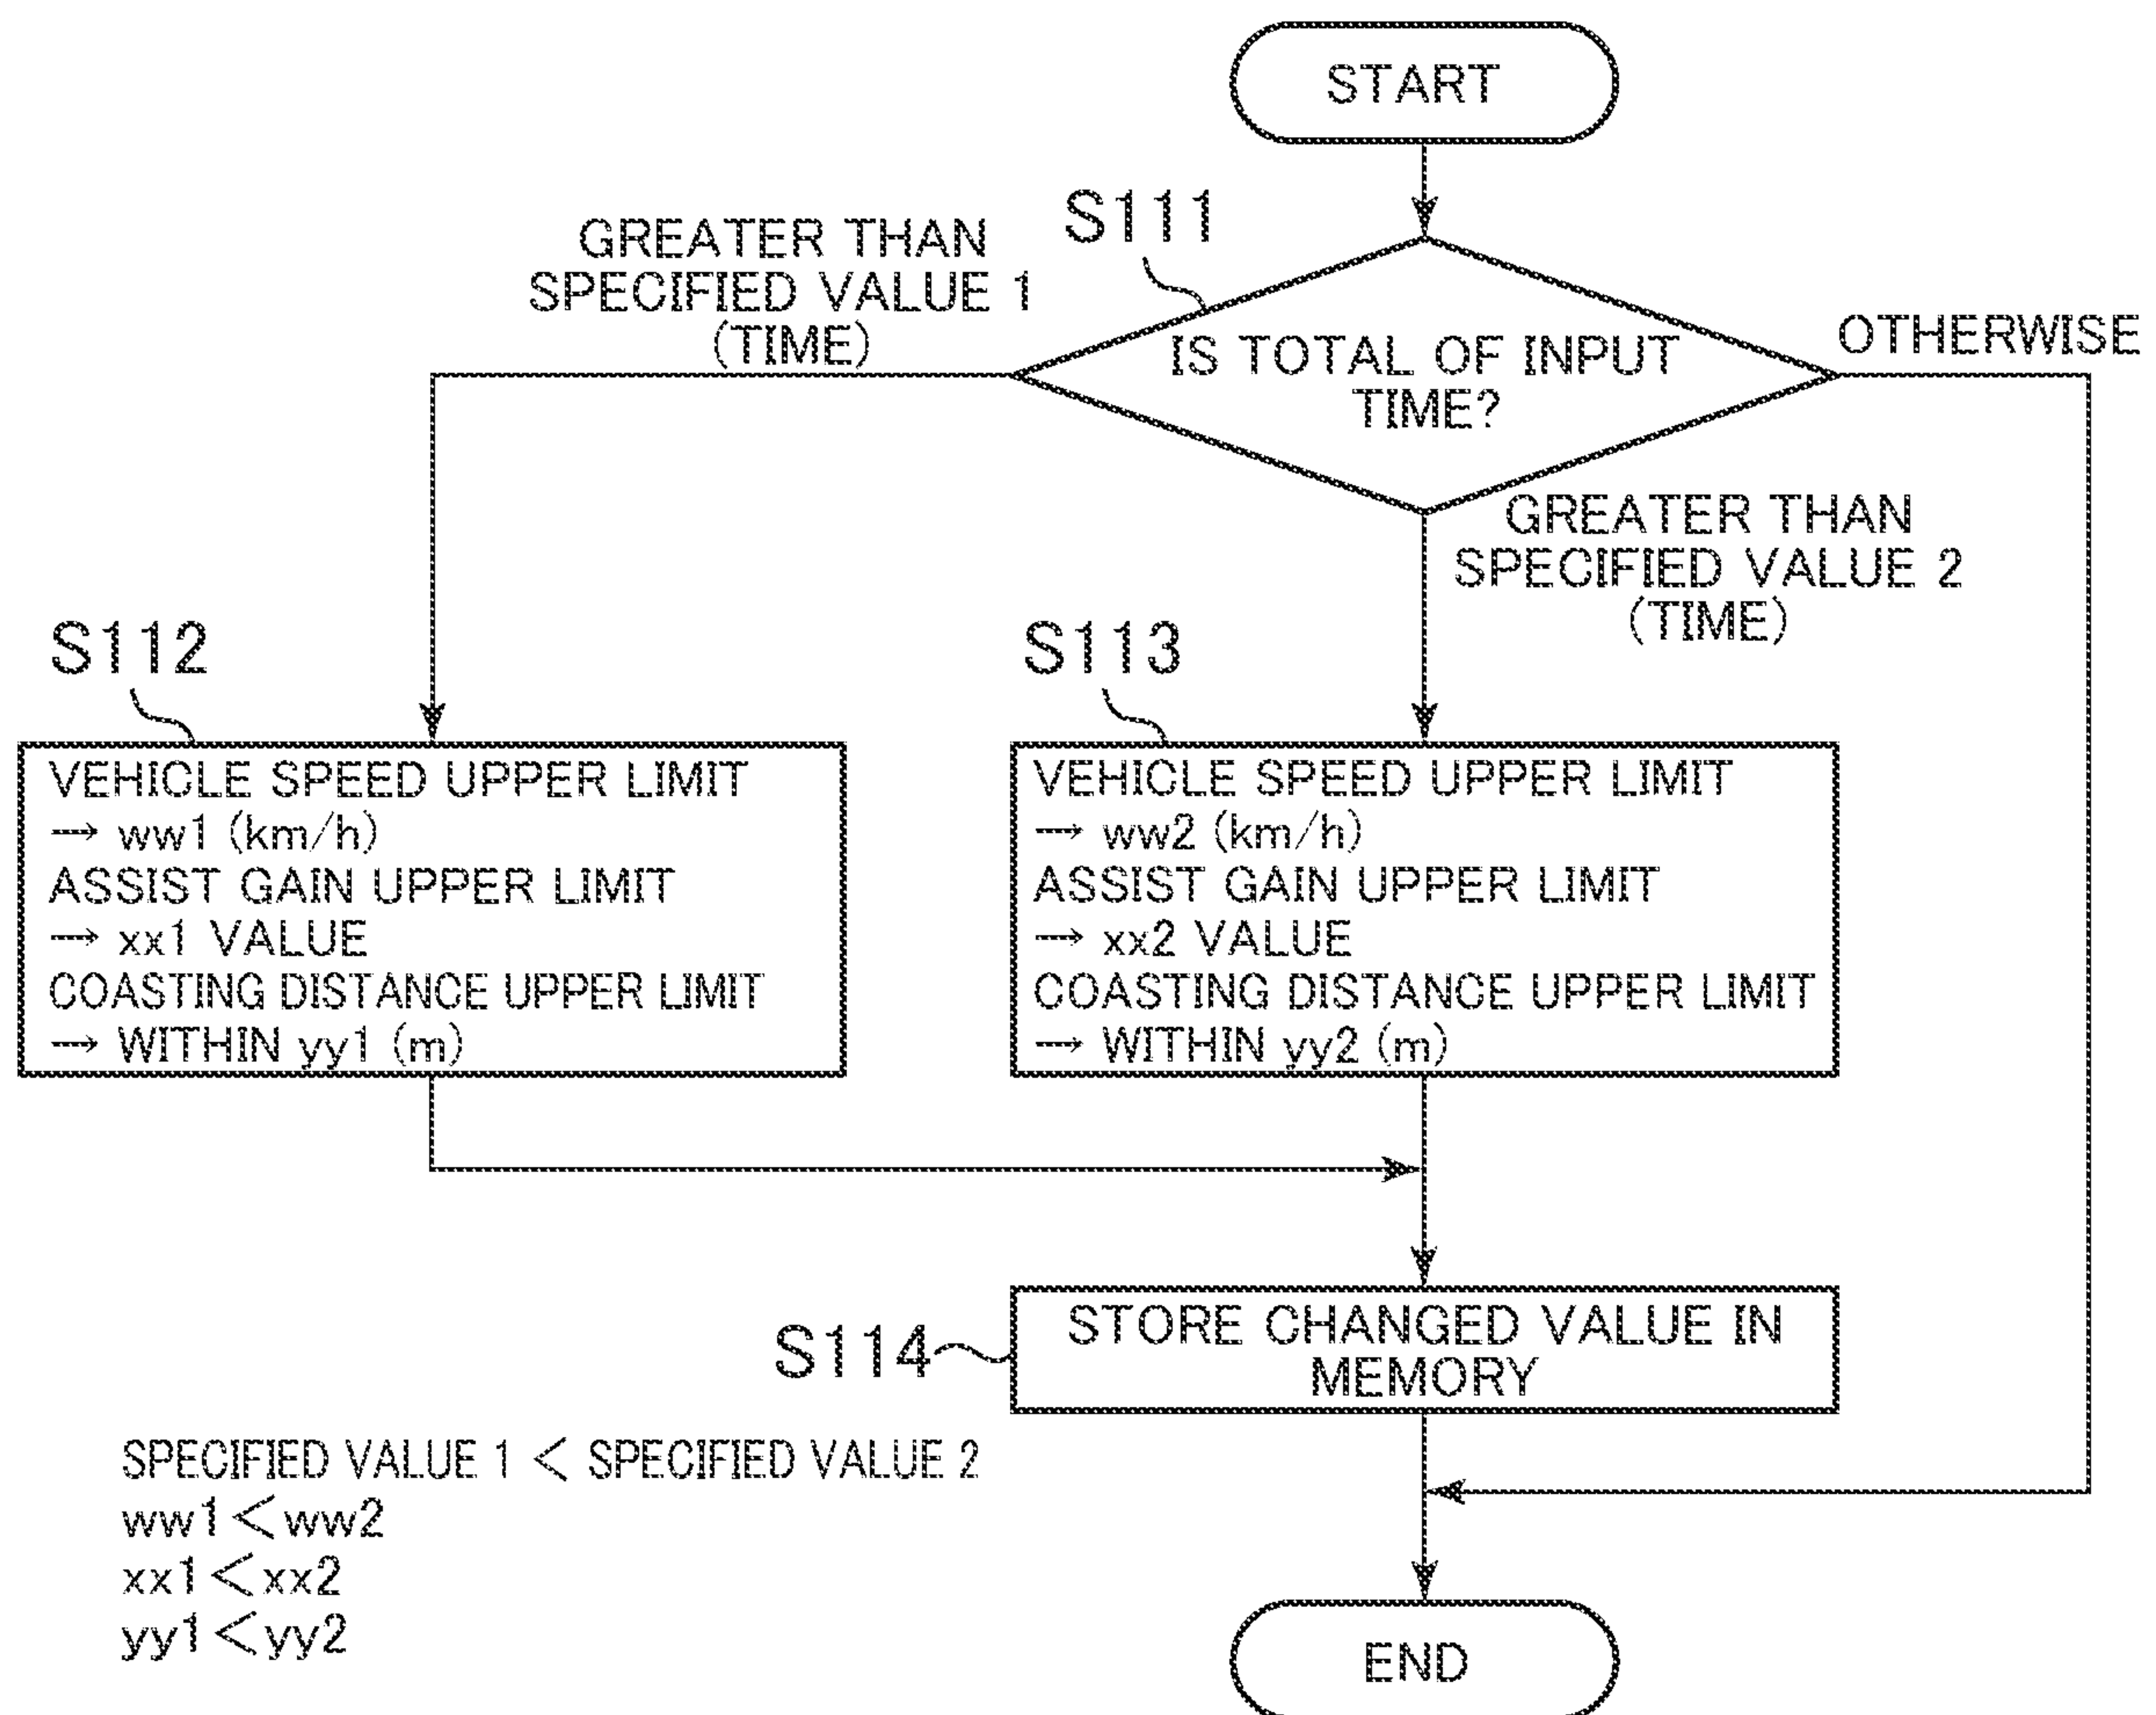 START
S111
GREATER THAN
SPECIFIED VALUE 1
(TIME)
IS TOTAL OF INPUT
TIME?
OTHERWISE
GREATER THAN
SPECIFIED VALUE 2
(TIME)
S112
VEHICLE SPEED UPPER LIMIT
→ ww1 (km/h)
ASSIST GAIN UPPER LIMIT
→ xx1 VALUE
COASTING DISTANCE UPPER LIMIT
→ WITHIN yy1 (m)
S113
VEHICLE SPEED UPPER LIMIT
→ ww2 (km/h)
ASSIST GAIN UPPER LIMIT
→ xx2 VALUE
COASTING DISTANCE UPPER LIMIT
→ WITHIN yy2 (m)
S114
STORE CHANGED VALUE IN
MEMORY
SPECIFIED VALUE 1 < SPECIFIED VALUE 2
ww1<ww2
xx1<xx2
yy1<yy2
END